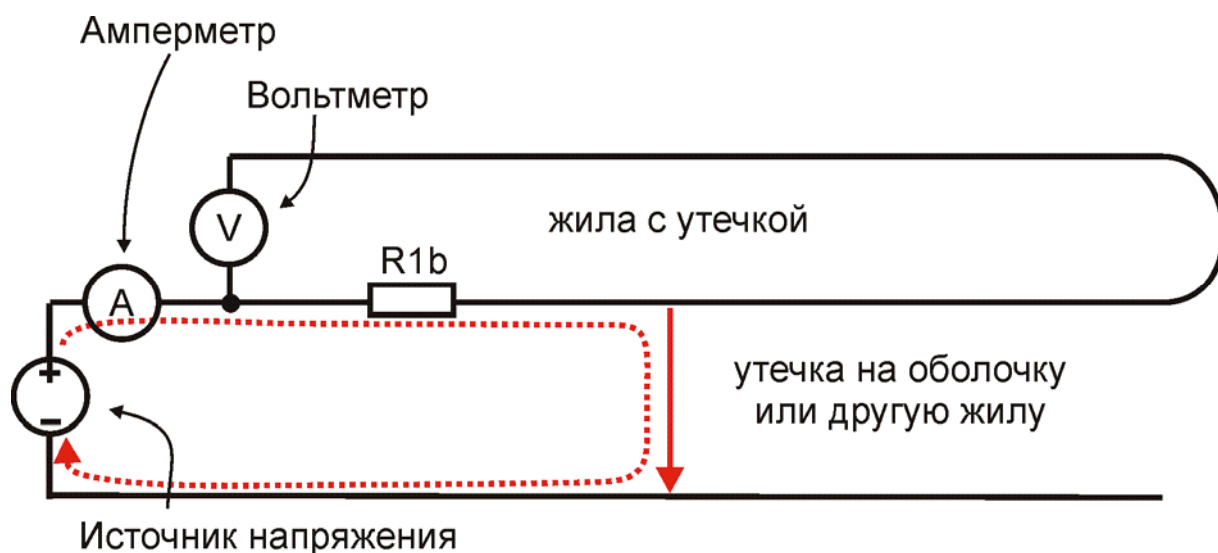 Амперметр
Вольтметр
V
жила с утечкой
R1b
A
+
−
утечка на оболочку
или другую жилу
Источник напряжения